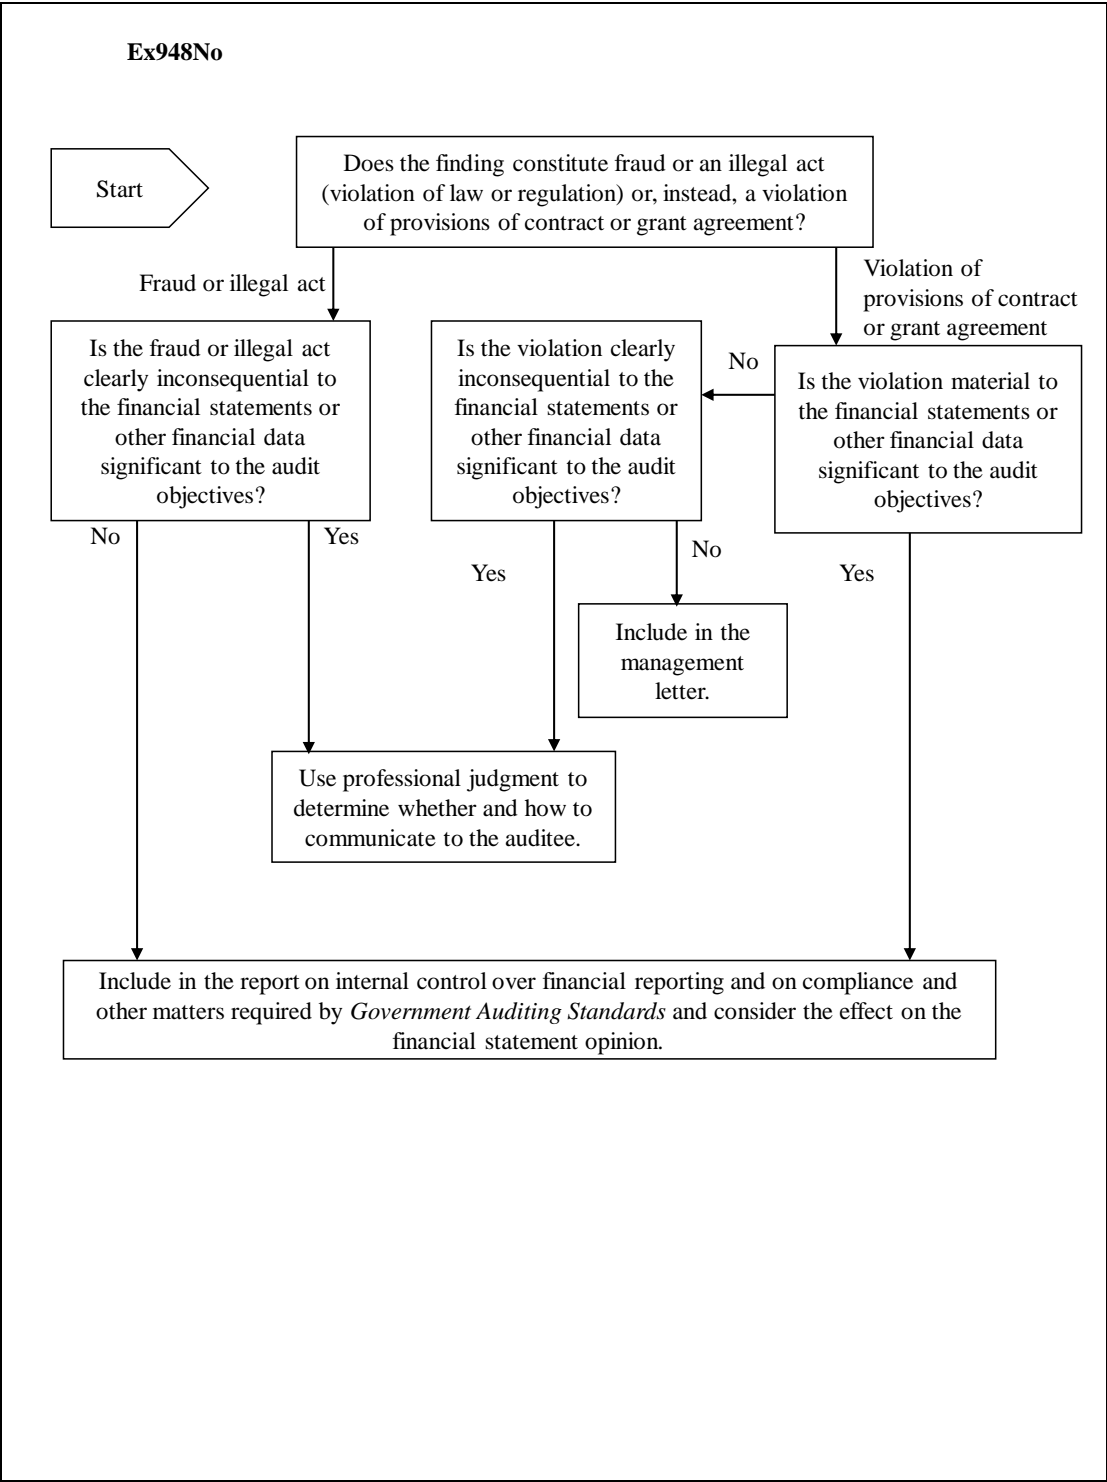 Ex948No
Start
Does the finding constitute fraud or an illegal act
(violation of law or regulation) or, instead, a violation
of provisions of contract or grant agreement?
Fraud or illegal act
Violation of
provisions of contract
or grant agreement
Is the fraud or illegal act
clearly inconsequential to
the financial statements or
other financial data
significant to the audit
objectives?
Is the violation clearly
inconsequential to the
financial statements or
other financial data
significant to the audit
objectives?
No
Is the violation material to
the financial statements or
other financial data
significant to the audit
objectives?
No
Yes
Yes
No
Yes
Include in the
management
letter.
Use professional judgment to
determine whether and how to
communicate to the auditee.
Include in the report on internal control over financial reporting and on compliance and
other matters required by Government Auditing Standards and consider the effect on the
financial statement opinion.